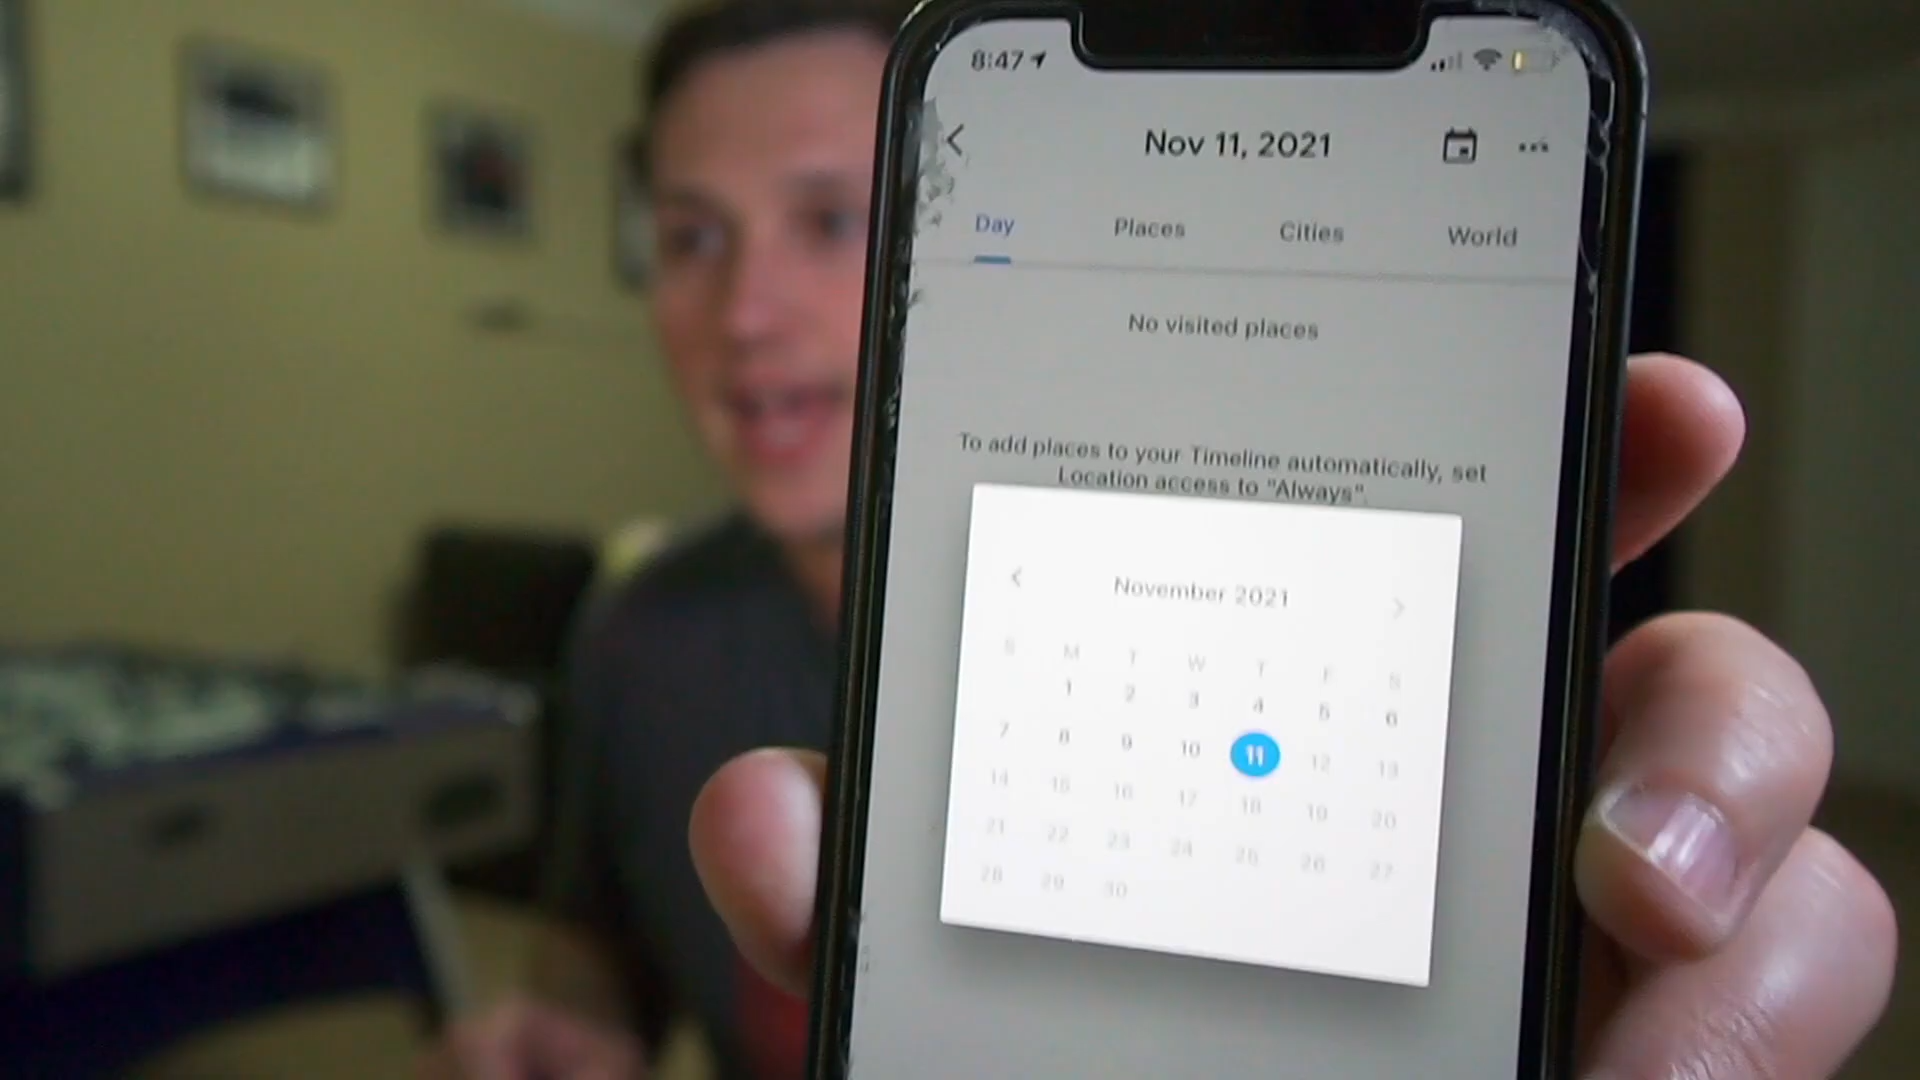 8:47
Nov 11, 2021
Day Places Cities World
No visited places
To add places to your Timeline automatically, set
Location access to "Always".
November 2021
S M T W T F S
1 2 3 4 5 6
7 8 9 10 11 12 13
14 15 16 17 18 19 20
21 22 23 24 25 26 27
28 29 30